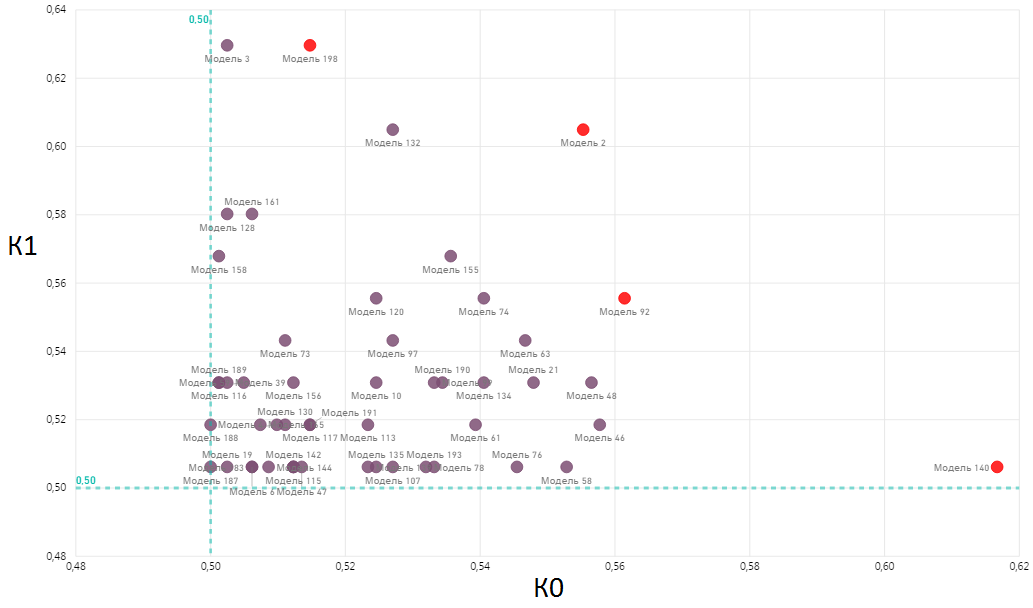 0,64
0,50
Модель 3
Модель 198
0,62
Модель 132
Модель 2
0,60
Модель 161
0,58
Модель 128
K1
Модель 158
Модель 155
0,56
Модель 120
Модель 74
Модель 92
0,54
Модель 73
Модель 97
Модель 63
Модель 189
Модель 190
Модель 21
Модель 116
Модель 156
Модель 10
Модель 134
Модель 48
0,52
Модель 130
Модель 191
Модель 188
Модель 117
Модель 113
Модель 61
Модель 46
Модель 19
Модель 142
Модель 135
Модель 193
Модель 76
Модель 78
Модель 140
Модель 187
Модель 115
Модель 107
Модель 58
0,50
0,50
Модель 47
0,48
0,48
0,50
0,52
0,54
0,56
0,58
0,60
0,62
K0